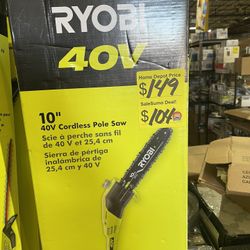 RYOBI
40V
Home Depot Price
$149
SaleSumo Deal!
$104
10"
40V Cordless Pole Saw
Scie à perche sans fil
de 40 V et 25,4 cm
Sierra de pértiga
inalámbrica de
25,4 cm y 40 V
RYOBI